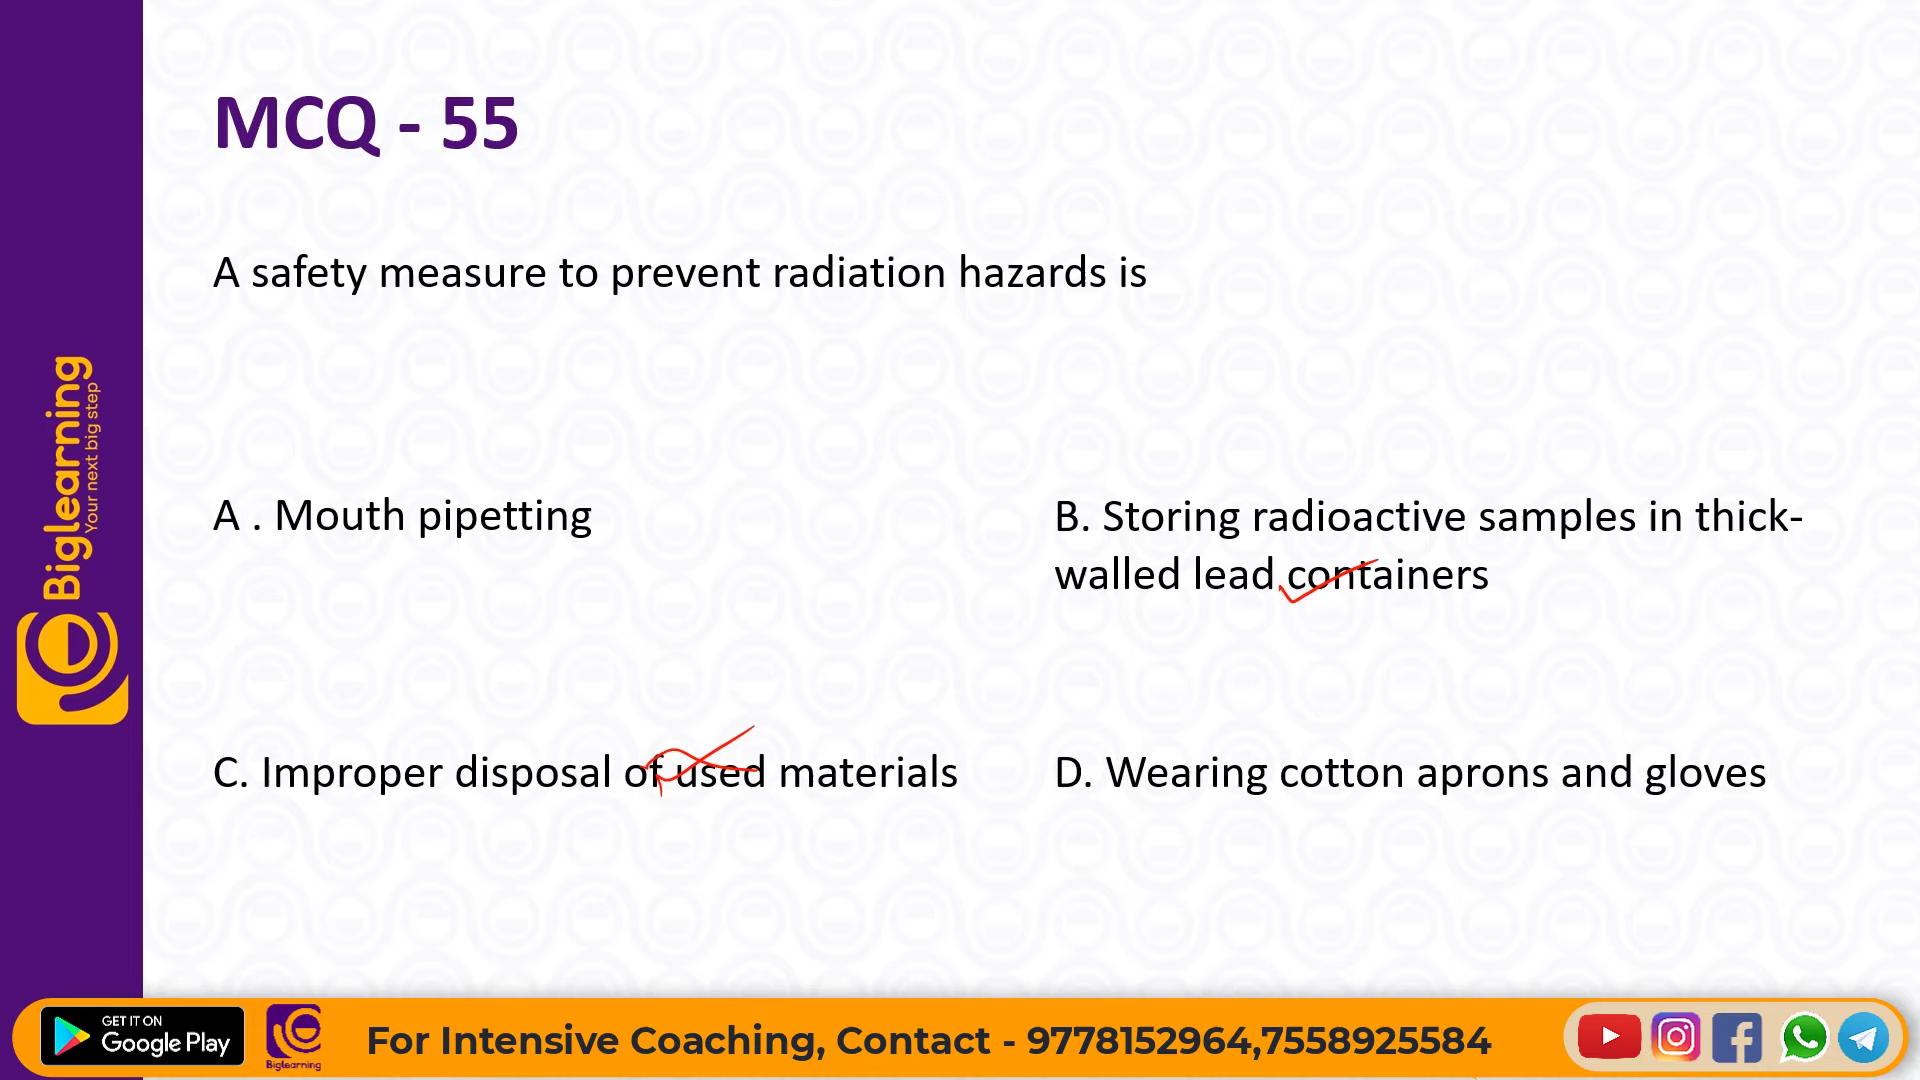 MCQ - 55
A safety measure to prevent radiation hazards is
A . Mouth pipetting
B. Storing radioactive samples in thick-
walled lead containers
C. Improper disposal of used materials
D. Wearing cotton aprons and gloves
Biglearning
Your next big step
GET IT ON
Google Play
Biglearning
For Intensive Coaching, Contact - 9778152964,7558925584